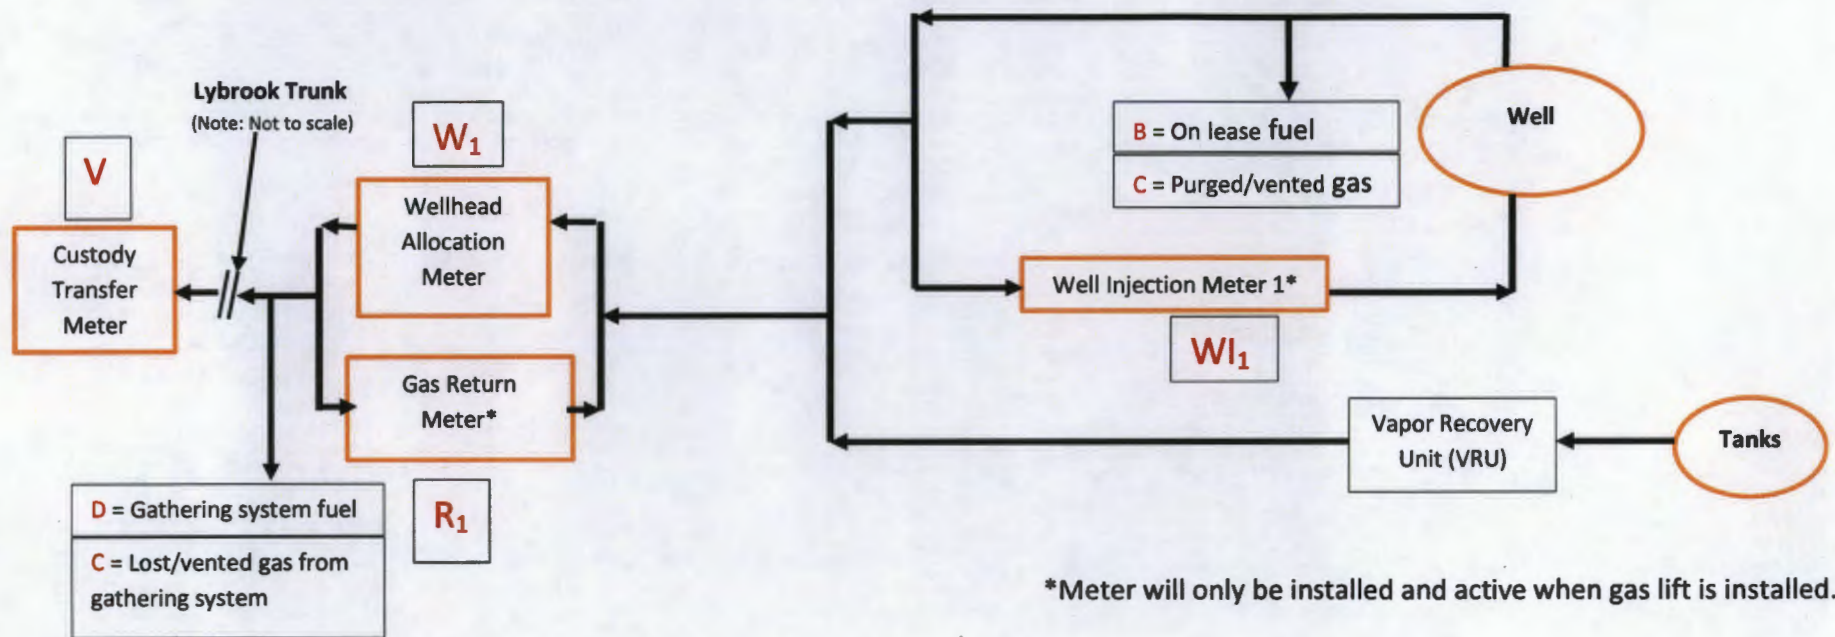 Lybrook Trunk
(Note: Not to scale)
V
Custody
Transfer
Meter
W₁
Wellhead
Allocation
Meter
Gas Return
Meter*
R₁
D = Gathering system fuel
C = Lost/vented gas from
gathering system
B = On lease fuel
C = Purged/vented gas
Well
Well Injection Meter 1*
WI₁
Vapor Recovery
Unit (VRU)
Tanks
*Meter will only be installed and active when gas lift is installed.